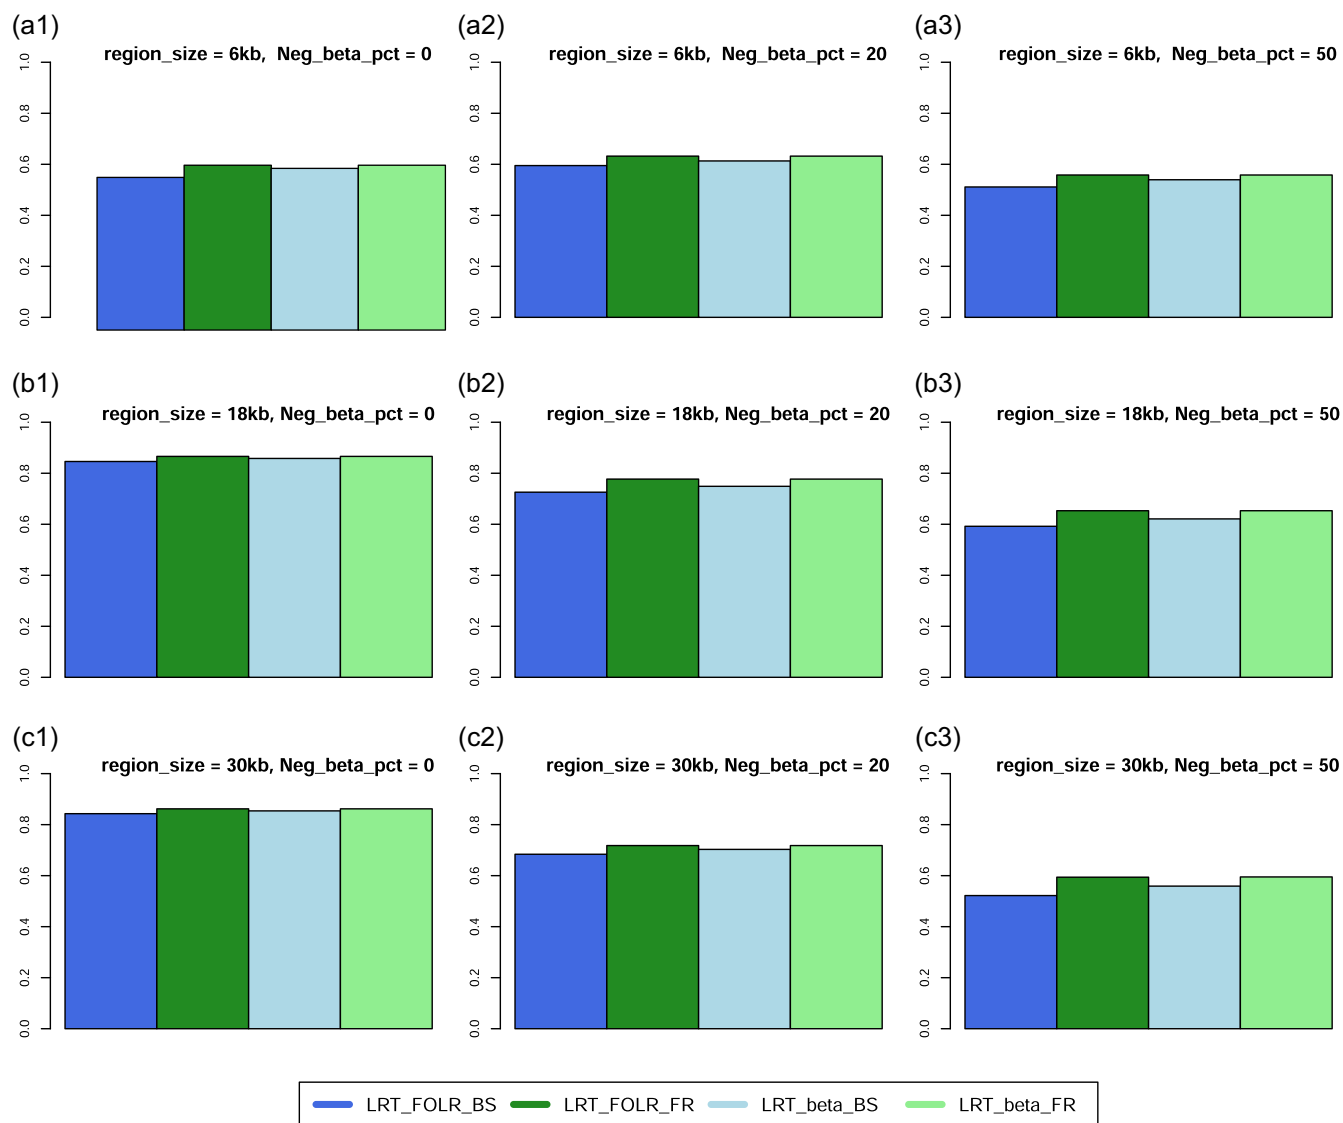 (a1) (a2) (a3)
region_size = 6kb, Neg_beta_pct = 0 region_size = 6kb, Neg_beta_pct = 20 region_size = 6kb, Neg_beta_pct = 50
1.0 1.0 1.0
0.8 0.8 0.8
0.6 0.6 0.6
0.4 0.4 0.4
0.2 0.2 0.2
0.0 0.0 0.0
(b1) (b2) (b3)
region_size = 18kb, Neg_beta_pct = 0 region_size = 18kb, Neg_beta_pct = 20 region_size = 18kb, Neg_beta_pct = 50
1.0 1.0 1.0
0.8 0.8 0.8
0.6 0.6 0.6
0.4 0.4 0.4
0.2 0.2 0.2
0.0 0.0 0.0
(c1) (c2) (c3)
region_size = 30kb, Neg_beta_pct = 0 region_size = 30kb, Neg_beta_pct = 20 region_size = 30kb, Neg_beta_pct = 50
1.0 1.0 1.0
0.8 0.8 0.8
0.6 0.6 0.6
0.4 0.4 0.4
0.2 0.2 0.2
0.0 0.0 0.0
LRT_FOLR_BS LRT_FOLR_FR LRT_beta_BS LRT_beta_FR